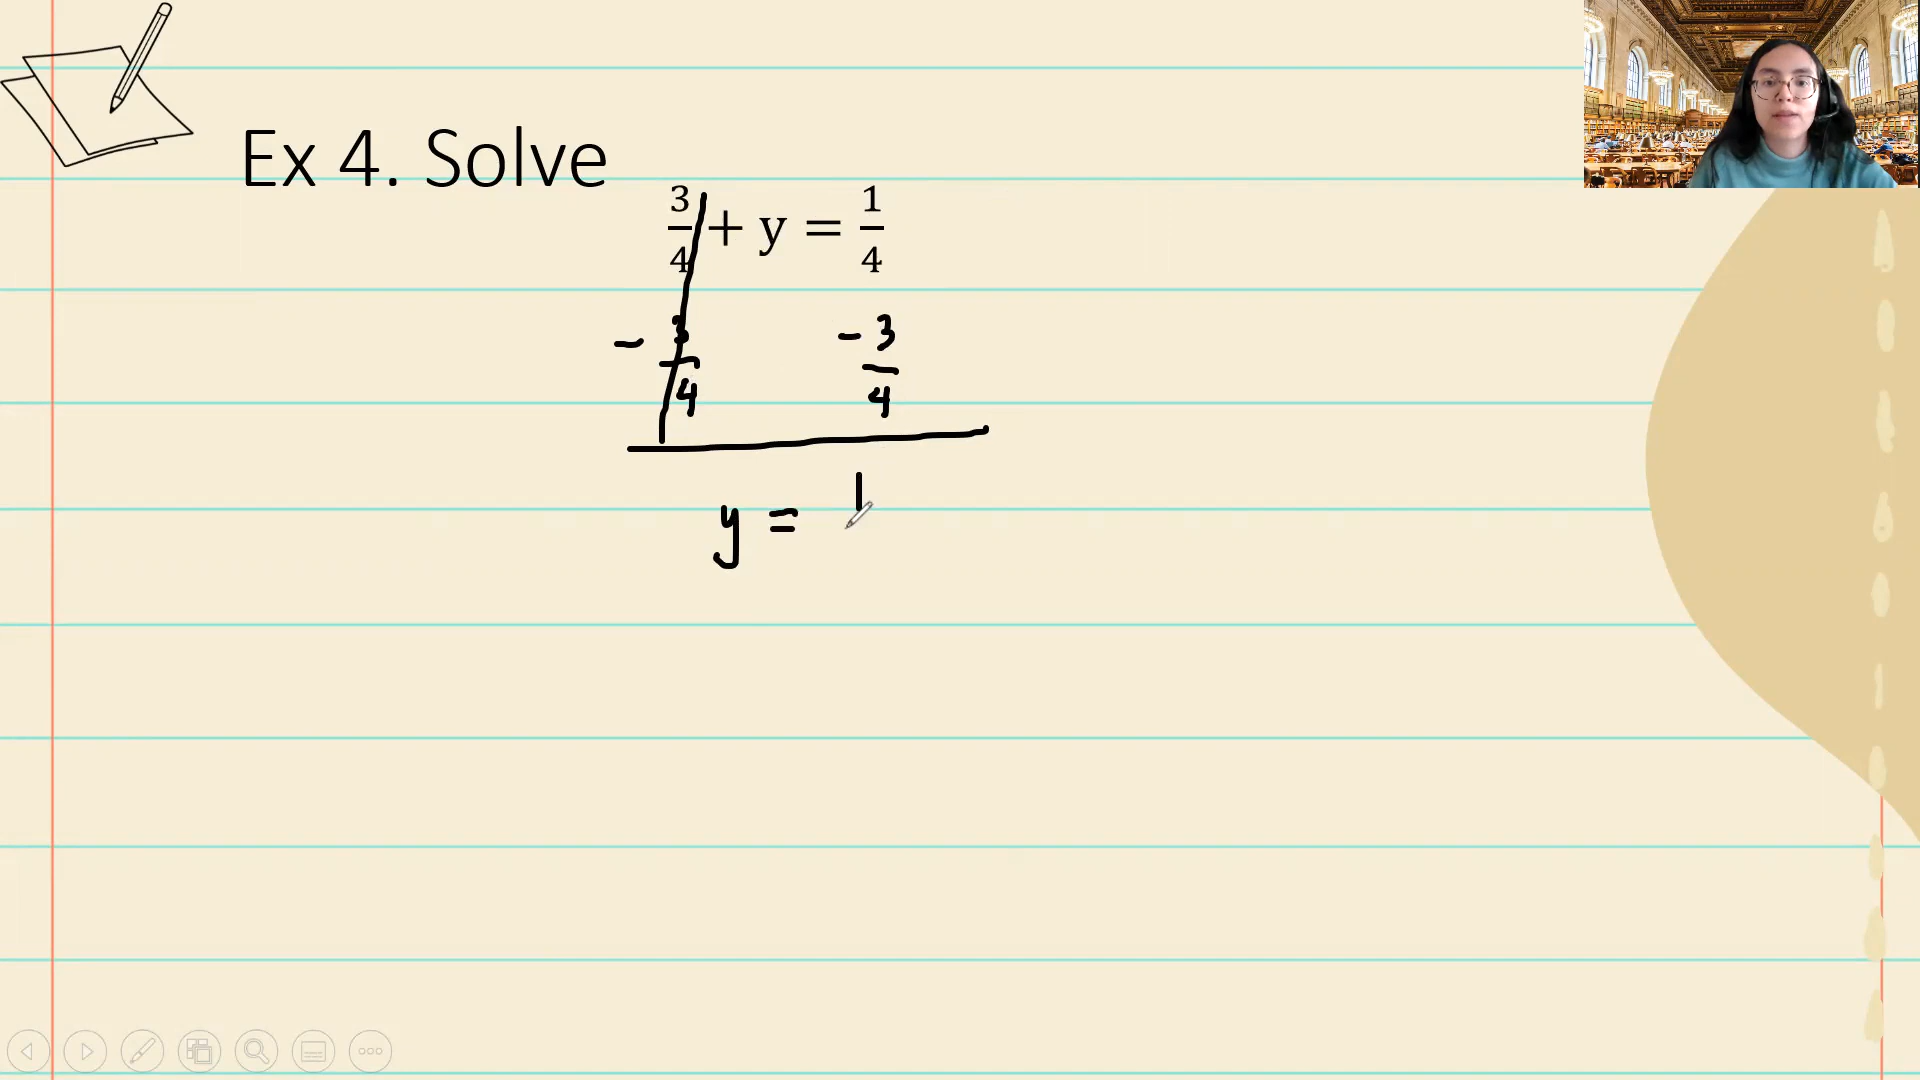 Ex 4. Solve
3/4 + y = 1/4
- 3/4 - 3/4
y = 1